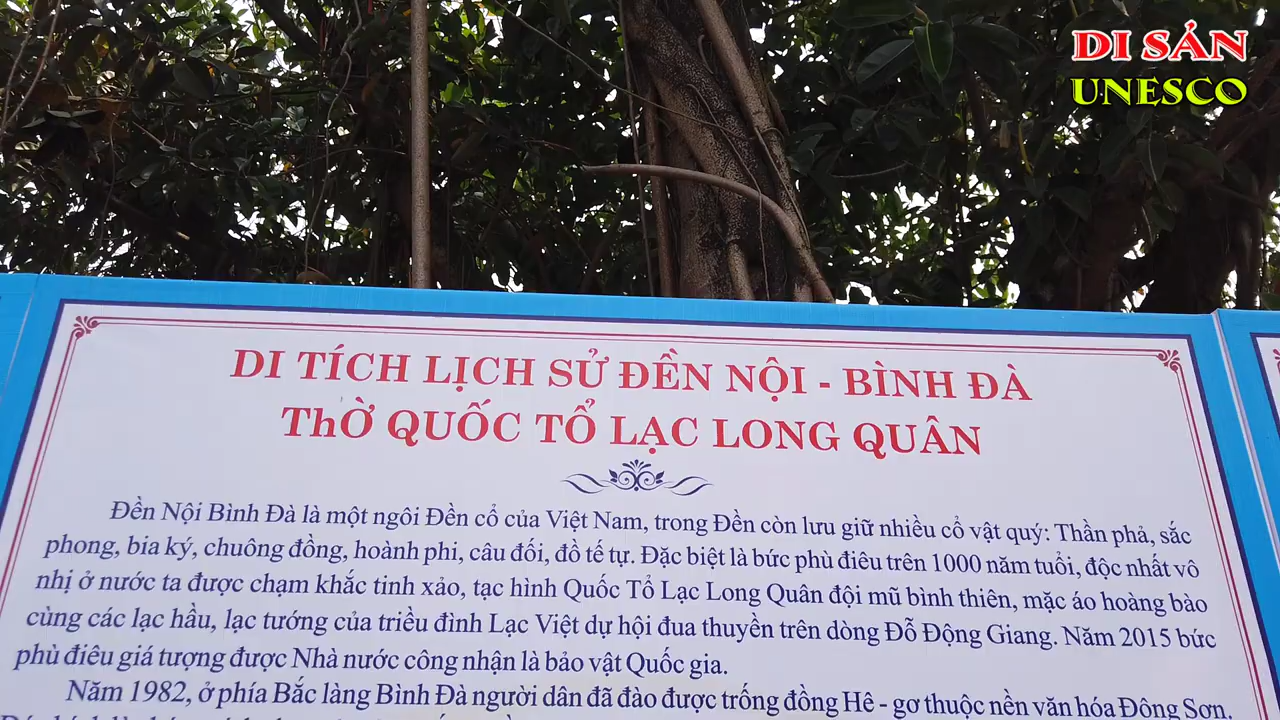 DI SẢN
UNESCO
DI TÍCH LỊCH SỬ ĐỀN NỘI - BÌNH ĐÀ
ThỜ QUỐC TỔ LẠC LONG QUÂN
Đền Nội Bình Đà là một ngôi Đền cổ của Việt Nam, trong Đền còn lưu giữ nhiều cổ vật quý: Thần phả, sắc
phong, bia ký, chuông đồng, hoành phi, câu đối, đồ tế tự. Đặc biệt là bức phù điêu trên 1000 năm tuổi, độc nhất vô
nhị ở nước ta được chạm khắc tinh xảo, tạc hình Quốc Tổ Lạc Long Quân đội mũ bình thiên, mặc áo hoàng bào
cùng các lạc hầu, lạc tướng của triều đình Lạc Việt dự hội đua thuyền trên dòng Đỗ Động Giang. Năm 2015 bức
phù điêu giá tượng được Nhà nước công nhận là bảo vật Quốc gia.
Năm 1982, ở phía Bắc làng Bình Đà người dân đã đào được trống đồng Hê - gơ thuộc nền văn hóa Đông Sơn.